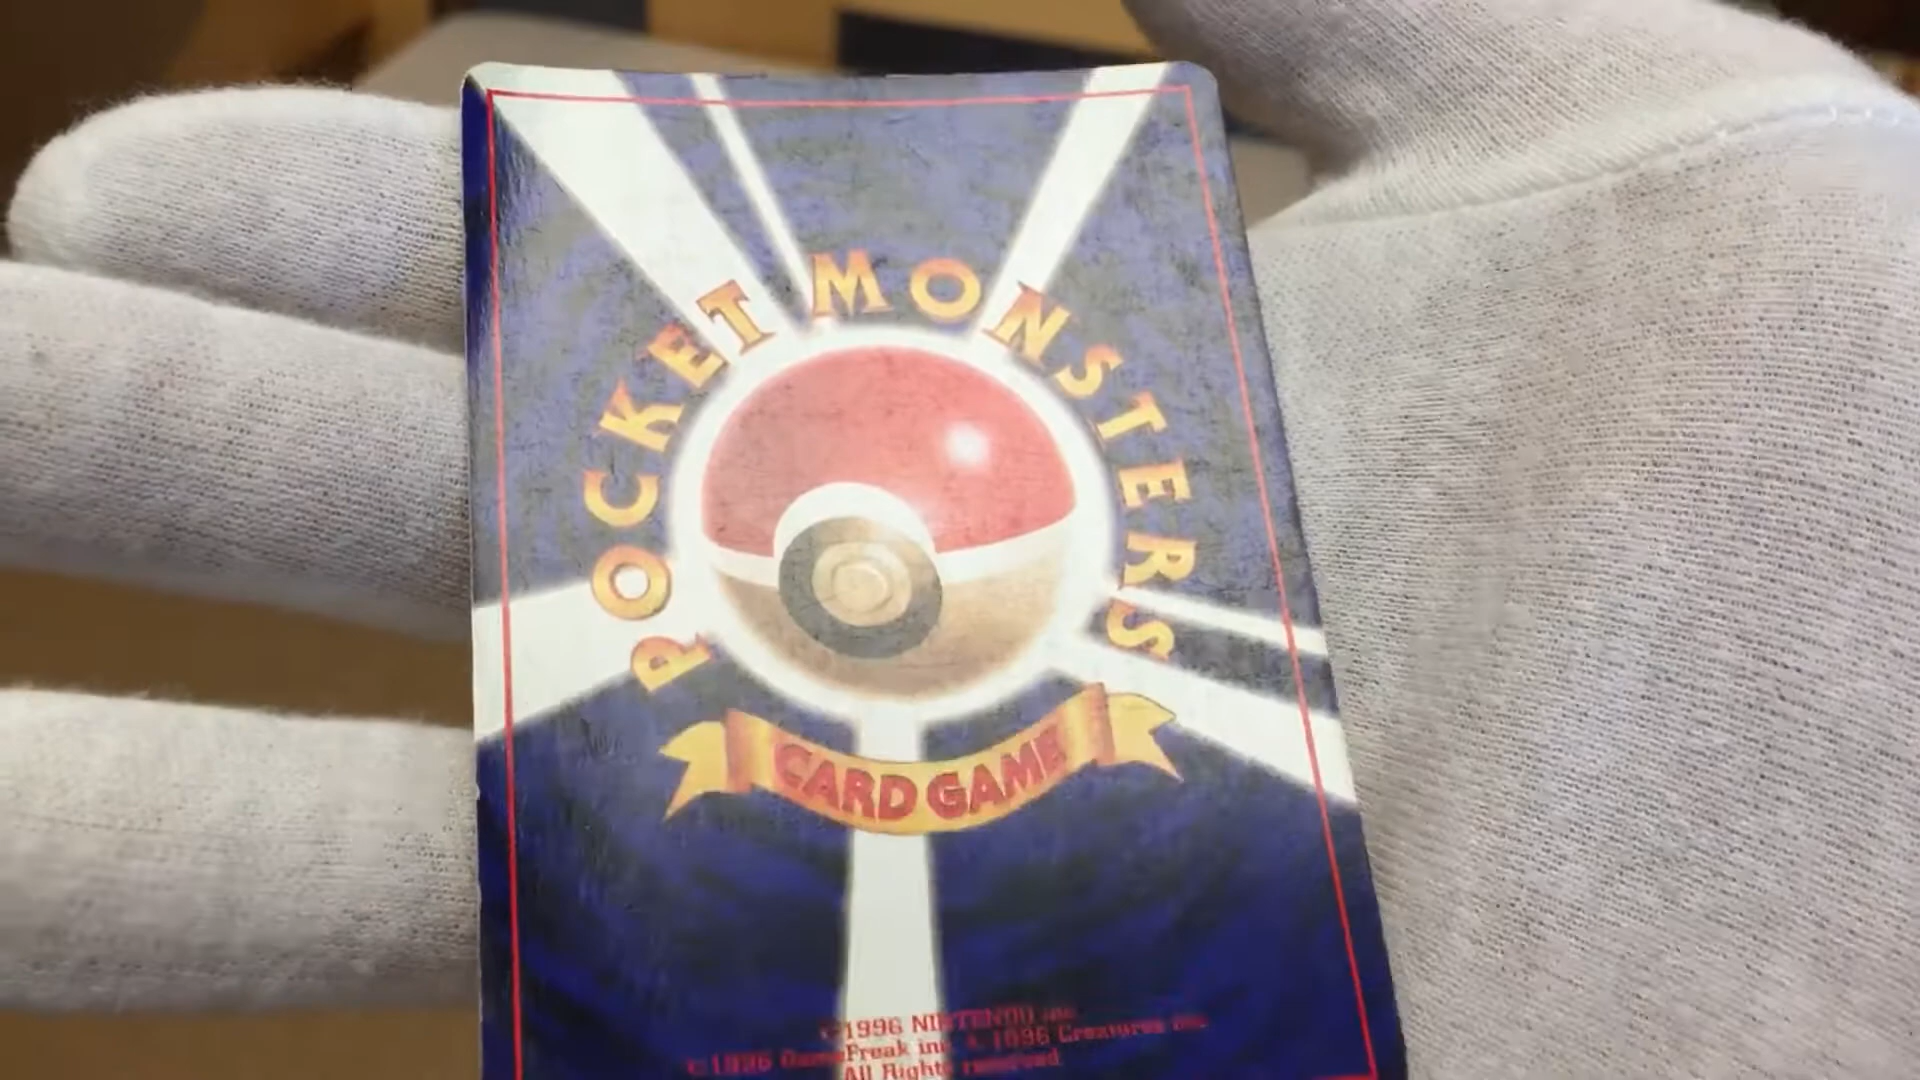 POCKET MONSTERS
CARD GAME
©1996 NINTENDO inc.
©1996 GameFreak inc. © 1996 Creatures inc.
All Rights reserved.